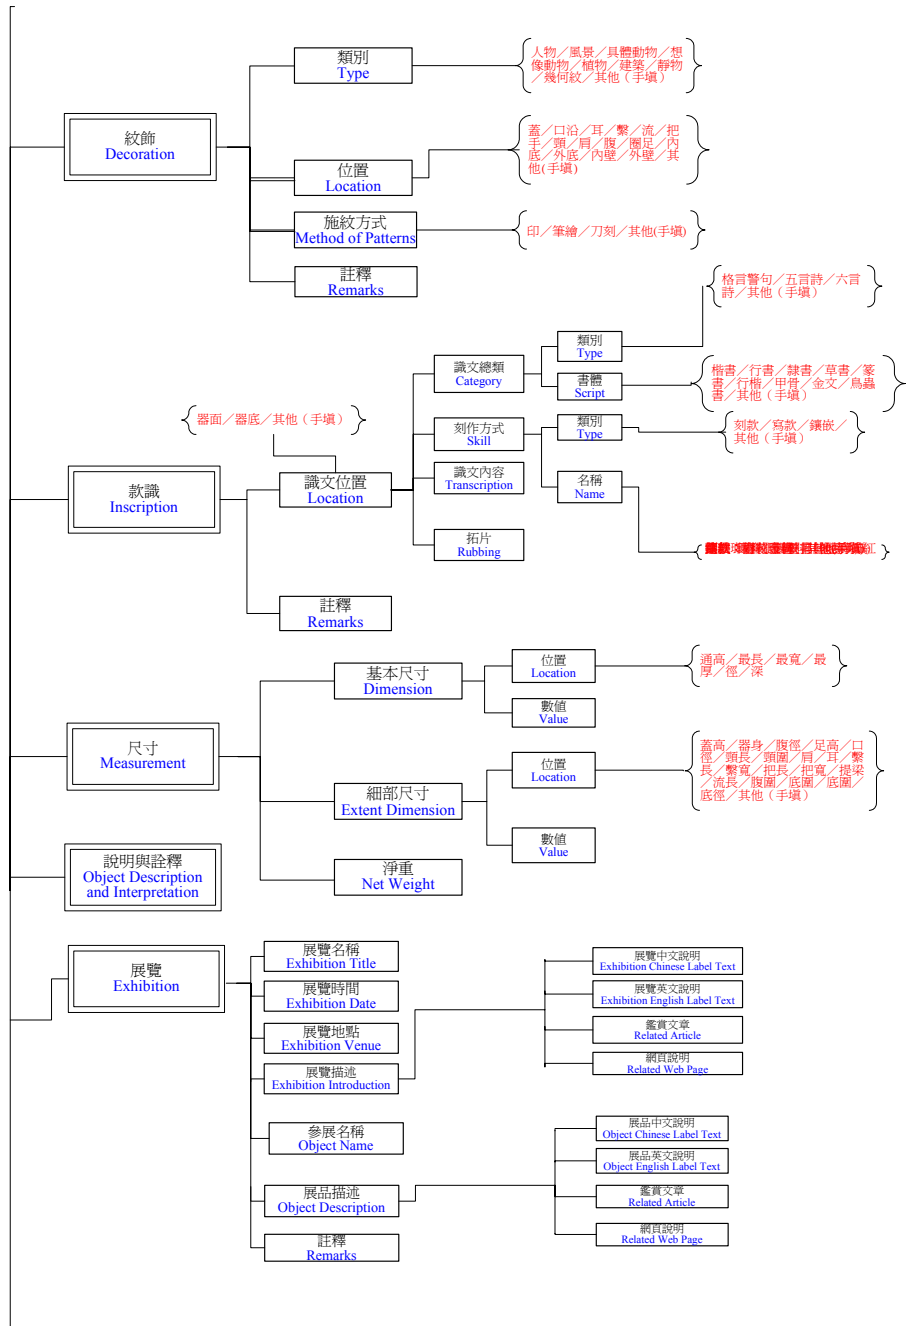 類別
Type
人物／風景／具體動物／想
像動物／植物／建築／靜物
／幾何紋／其他（手塡）
紋飾
Decoration
蓋／口沿／耳／繫／流／把
手／頸／肩／腹／圈足／內
底／外底／內壁／外壁／其
他(手塡)
位置
Location
施紋方式
Method of Patterns
印／筆繪／刀刻／其他(手塡)
註釋
Remarks
格言警句／五言詩／六言
詩／其他（手塡）
類別
Type
識文總類
Category
書體
Script
楷書／行書／隸書／草書／篆
書／行楷／甲骨／金文／鳥蟲
書／其他（手塡）
器面／器底／其他（手塡）
刻作方式
Skill
類別
Type
刻款／寫款／鑲嵌／
其他（手塡）
款識
Inscription
識文位置
Location
識文內容
Transcription
名稱
Name
拓片
Rubbing
註釋
Remarks
基本尺寸
Dimension
位置
Location
通高／最長／最寬／最
厚／徑／深
數値
Value
尺寸
Measurement
細部尺寸
Extent Dimension
位置
Location
蓋高／器身／腹徑／足高／口
徑／頸長／頸圍／肩／耳／繫
長／繫寬／把長／把寬／提梁
／流長／腹圍／底圍／底圍／
底徑／其他（手塡）
數値
Value
淨重
Net Weight
說明與詮釋
Object Description
and Interpretation
展覽
Exhibition
展覽名稱
Exhibition Title
展覽時間
Exhibition Date
展覽地點
Exhibition Venue
展覽描述
Exhibition Introduction
展覽中文說明
Exhibition Chinese Label Text
展覽英文說明
Exhibition English Label Text
鑑賞文章
Related Article
網頁說明
Related Web Page
參展名稱
Object Name
展品描述
Object Description
展品中文說明
Object Chinese Label Text
展品英文說明
Object English Label Text
鑑賞文章
Related Article
網頁說明
Related Web Page
註釋
Remarks